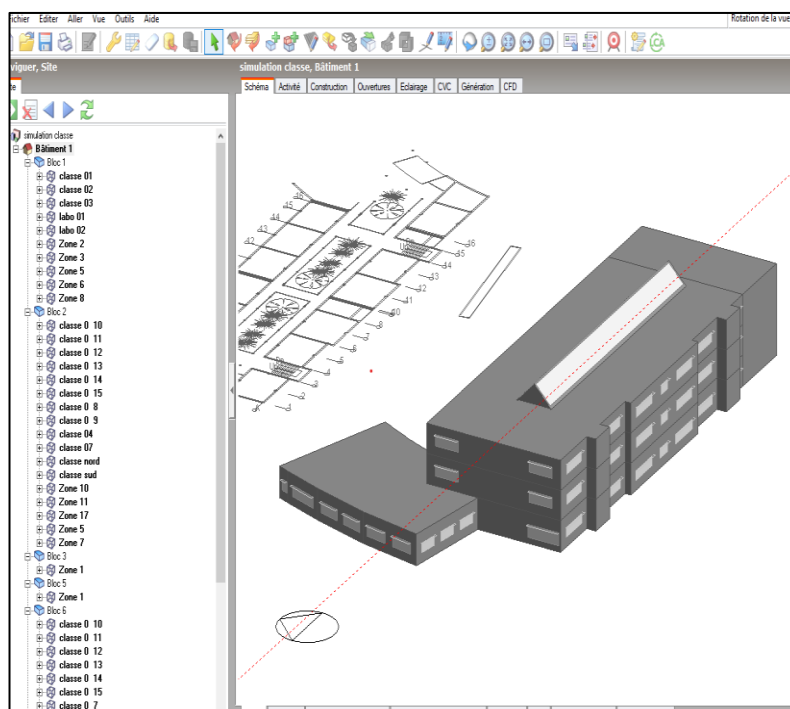 Fichier Editer Aller Vue Outils Aide
Rotation de la vue
viguer, Site
simulation classe, Bâtiment 1
Schéma Activité Construction Ouvertures Eclairage CVC Génération CFD
simulation classe
Bâtiment 1
Bloc 1
classe 01
classe 02
classe 03
labo 01
labo 02
Zone 2
Zone 3
Zone 5
Zone 6
Zone 8
Bloc 2
classe 0 10
classe 0 11
classe 0 12
classe 0 13
classe 0 14
classe 0 15
classe 0 8
classe 0 9
classe 04
classe 07
classe nord
classe sud
Zone 10
Zone 11
Zone 17
Zone 5
Zone 7
Bloc 3
Zone 1
Bloc 5
Zone 1
Bloc 6
classe 0 10
classe 0 11
classe 0 12
classe 0 13
classe 0 14
classe 0 15
classe 0 7